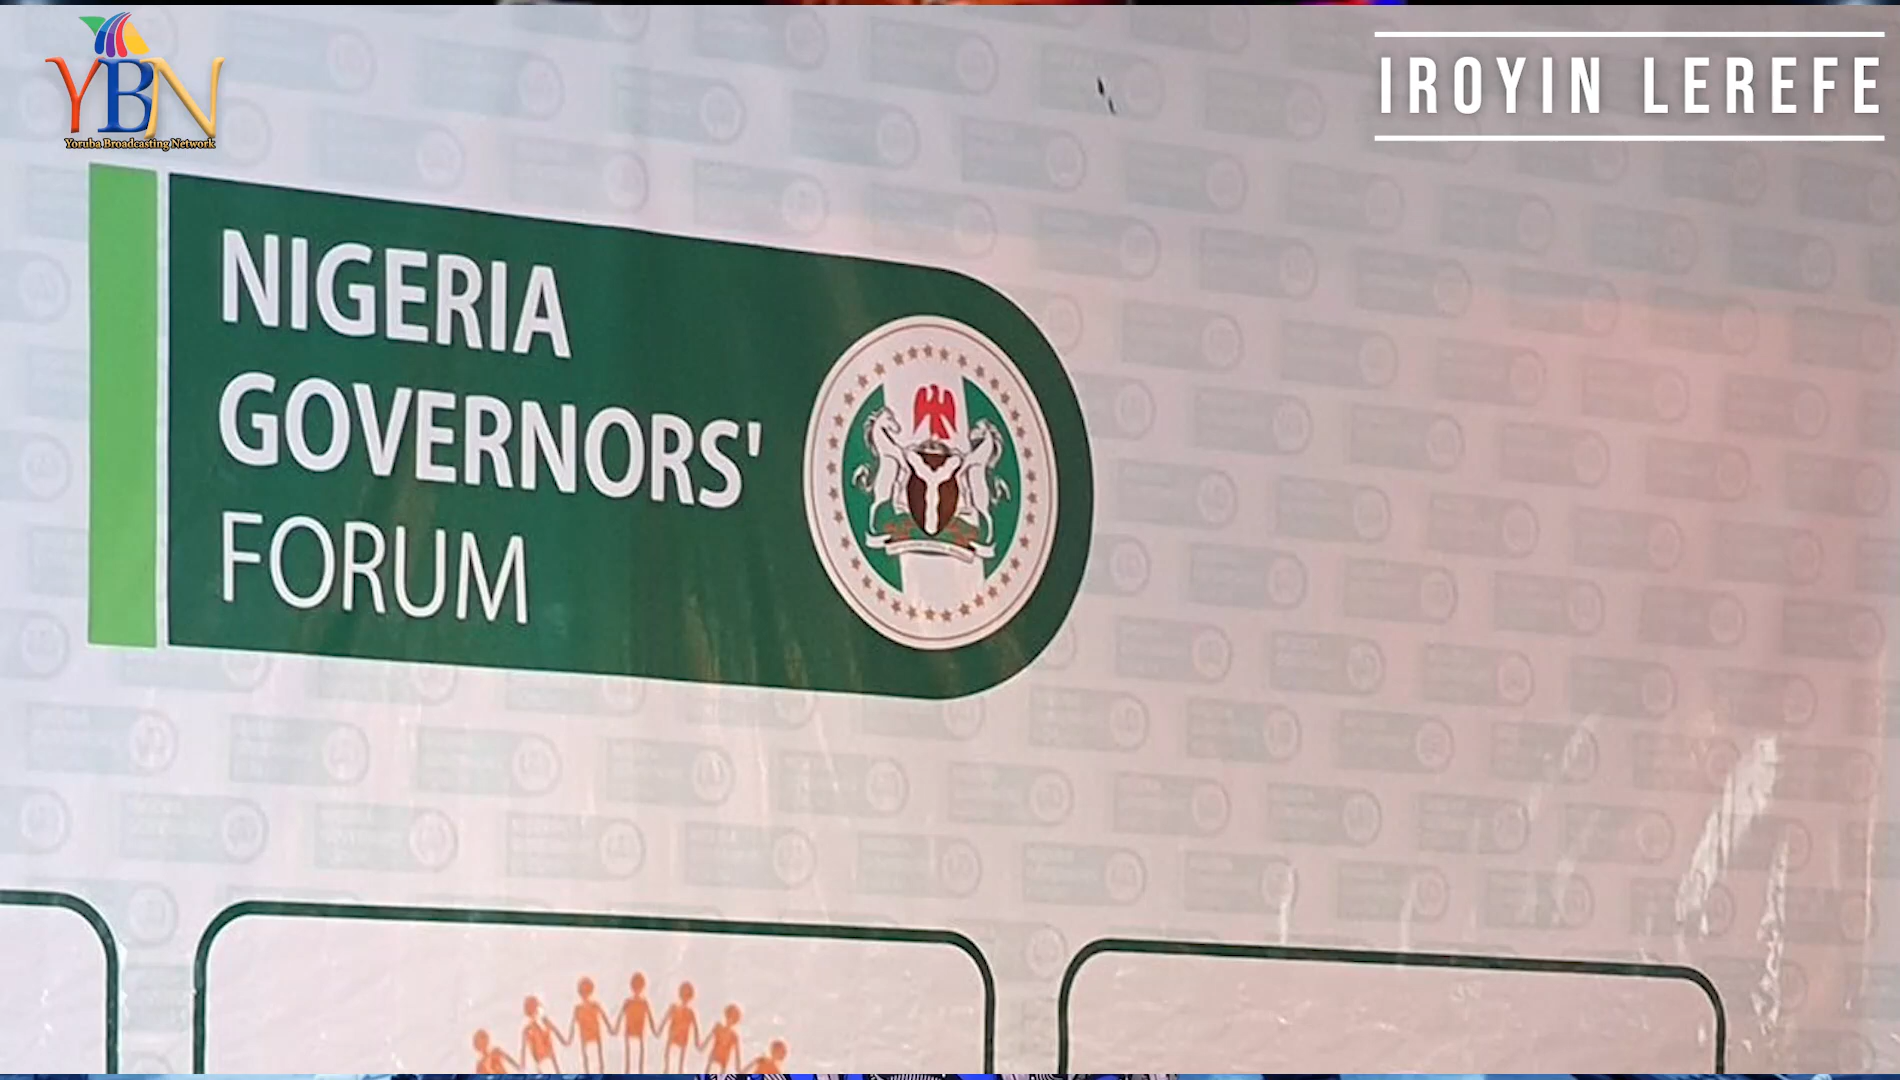 YBN
Yoruba Broadcasting Network
IROYIN LEREFE
NIGERIA
GOVERNORS'
FORUM